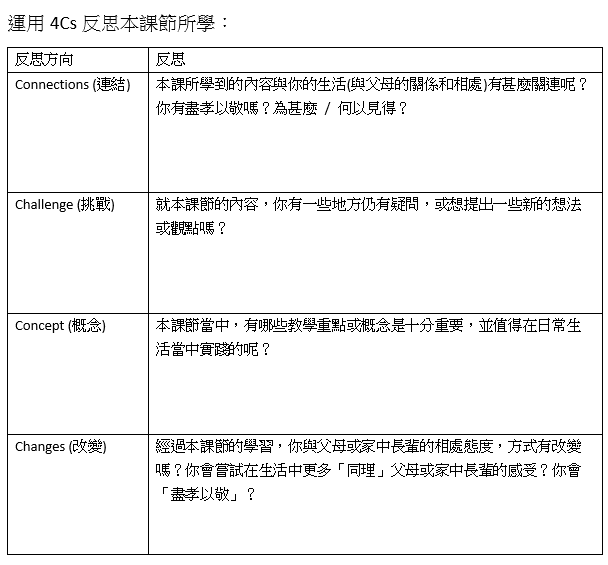 運用 4Cs 反思本課節所學：
反思方向
反思
Connections (連結)
本課所學到的內容與你的生活(與父母的關係和相處)有甚麼關連呢？
你有盡孝以敬嗎？為甚麼 / 何以見得？
Challenge (挑戰)
就本課節的內容，你有一些地方仍有疑問，或想提出一些新的想法
或觀點嗎？
Concept (概念)
本課節當中，有哪些教學重點或概念是十分重要，並值得在日常生
活當中實踐的呢？
Changes (改變)
經過本課節的學習，你與父母或家中長輩的相處態度，方式有改變
嗎？你會嘗試在生活中更多「同理」父母或家中長輩的感受？你會
「盡孝以敬」？